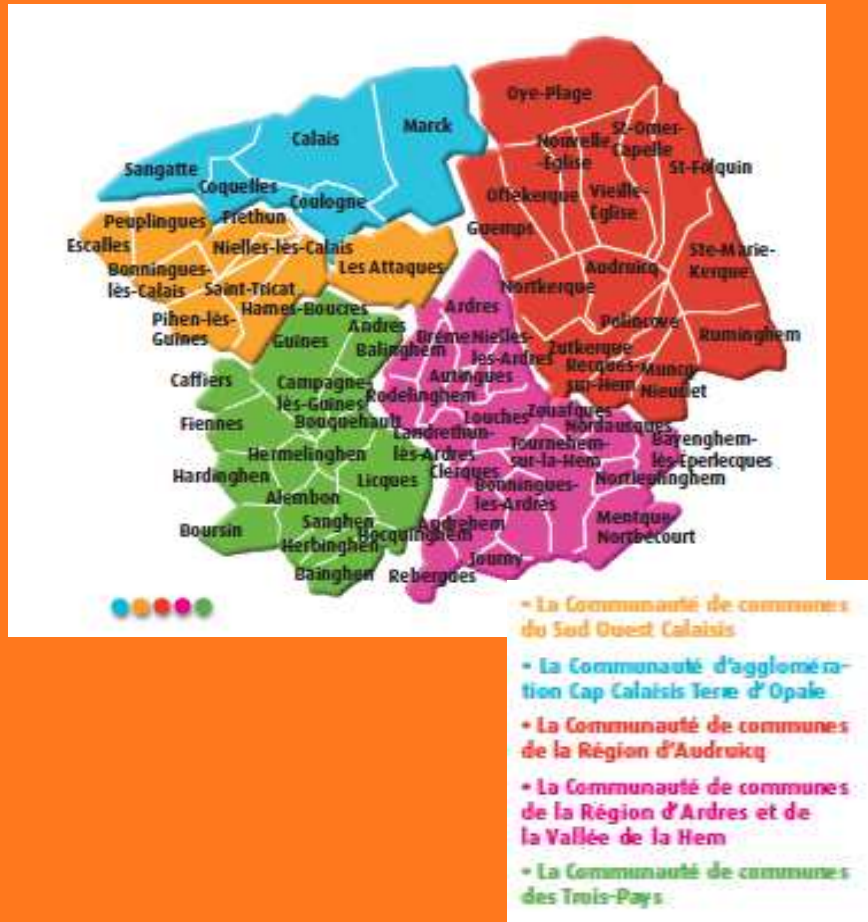 Oye-Plage
Marck
Calais
St-Omer-
Capelle
Nouvelle
-Eglise
St-Folquin
Sangatte
Coquelles
Coulogne
Offekerque
Vieille-
Eglise
Peuplingues
Frethun
Guemps
Escalles
Nielles-lès-Calais
Ste-Marie-
Kerque
Bonningues-
lès-Calais
Les Attaques
Audruicq
Saint-Tricat
Nortkerque
Hames-Boucres
Ardres
Pihen-lès-
Guînes
Andres
Polincove
Guînes
Balinghem
Brême
Nielles-
les-Ardres
Zutkerque
Ruminghem
Recques-
sur-Hem
Muncq
Nieurlet
Caffiers
Campagne-
lès-Guînes
Autingues
Rodelinghem
Fiennes
Bouquehault
Louches
Zouafques
Nordausques
Landrethun-
lès-Ardres
Tournehem-
sur-la-Hem
Bayenghem-
lès-Eperlecques
Hermelinghen
Hardinghen
Licques
Clerques
Nortleulinghem
Bonningues-
les-Ardres
Alembon
Sanghen
Audrehem
Mentque-
Nortbécourt
Boursin
Hocquinghem
Herbinghen
Journy
Bainghen
Rebergues
• La Communauté de communes
du Sud Ouest Calaisis
• La Communauté d'aggloméra-
tion Cap Calaisis Terre d'Opale
• La Communauté de communes
de la Région d'Audruicq
• La Communauté de communes
de la Région d'Ardres et de
la Vallée de la Hem
• La Communauté de communes
des Trois-Pays